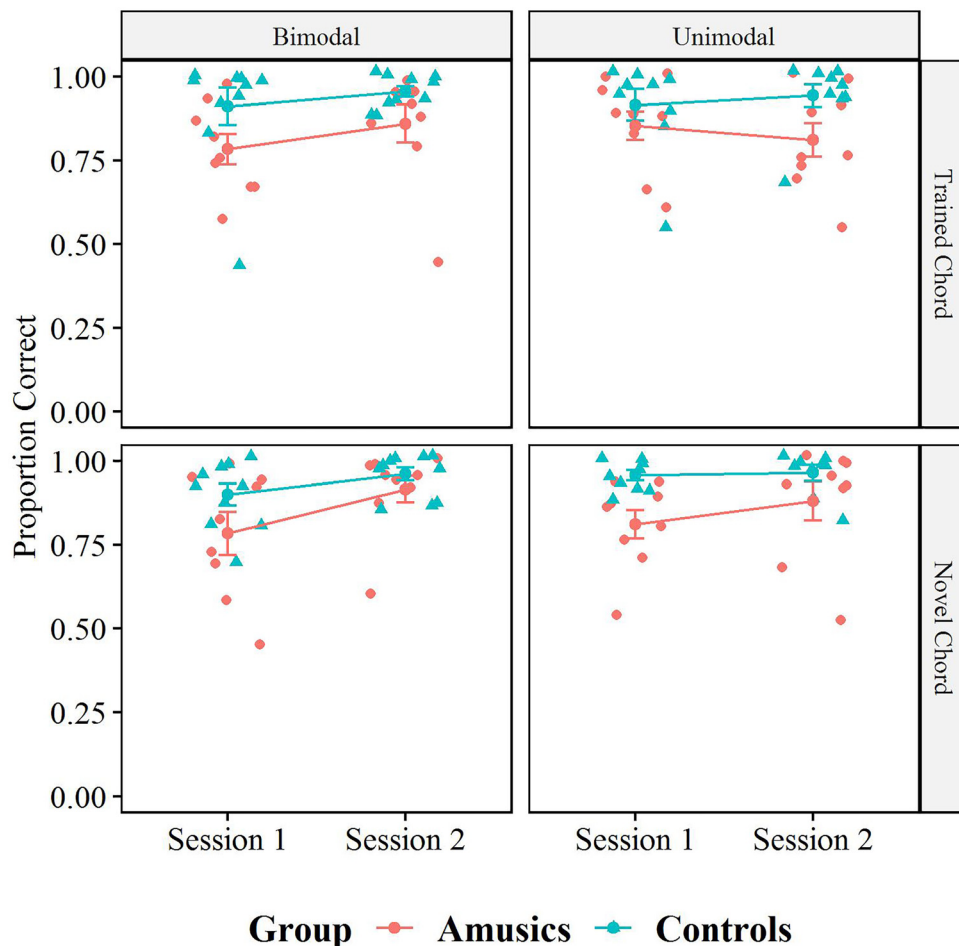 Bimodal
Unimodal
1.00
0.75
0.50
0.25
0.00
Trained Chord
1.00
0.75
0.50
0.25
0.00
Novel Chord
Proportion Correct
Session 1
Session 2
Session 1
Session 2
Group
Amusics
Controls